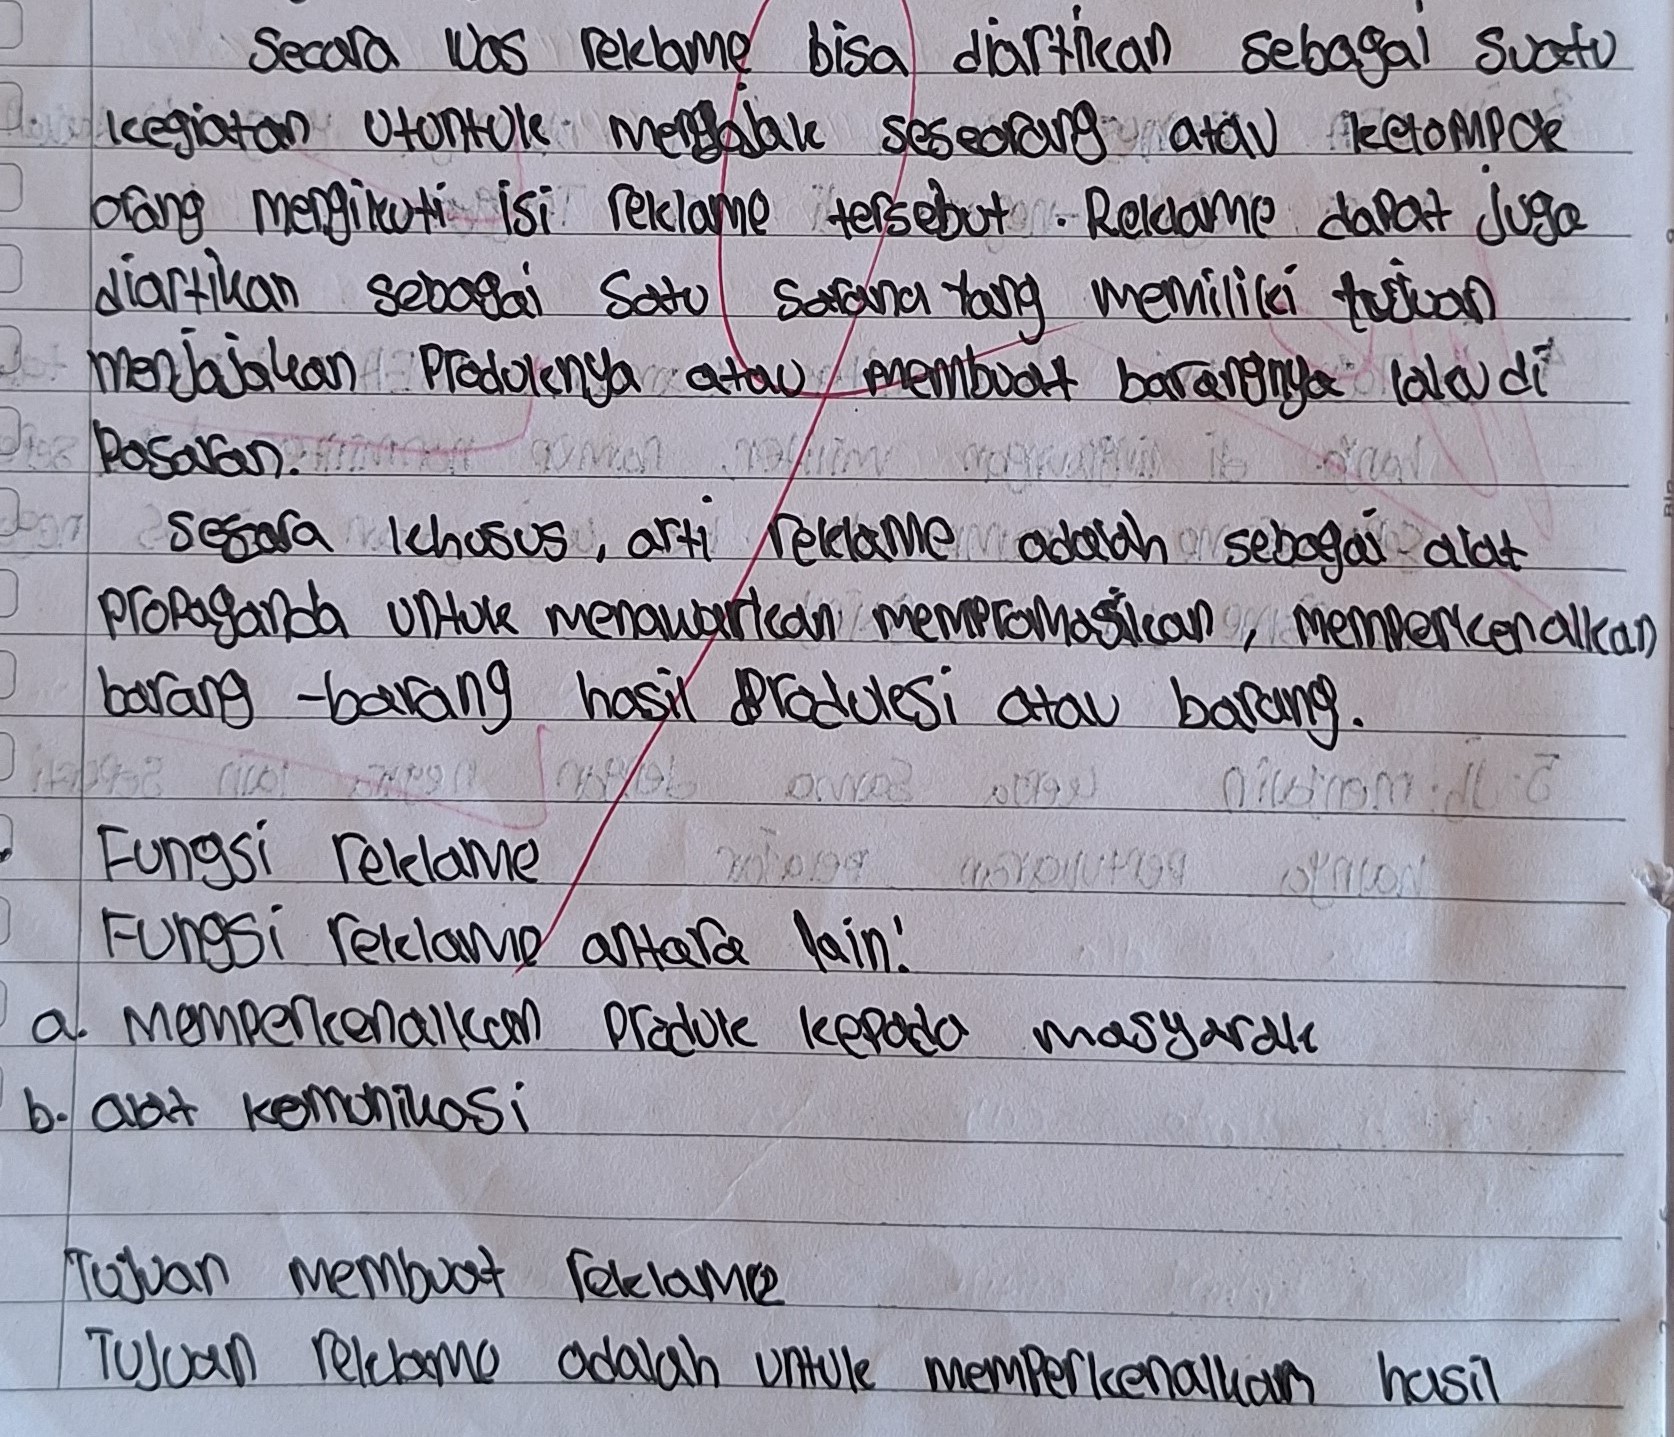 Secara luas reklame bisa diartikan sebagai suatu
kegiatan utontuk mengajak seseorang atau kelompok
orang mengikuti isi reklame tersebut. Reklame dapat juga
diartikan sebagai satu sarana yang memiliki tujuan
menjajakan produknya atau membuat barangnya laku di
pasaran.
secara khusus, arti reklame adalah sebagai alat
propaganda untuk menawarkan mempromosikan, memperkenalkan
barang -barang hasil produksi atau barang.
Fungsi reklame
Fungsi reklame antara lain:
a. memperkenalkan produk kepada masyarak
b. alat komonikasi
Tujuan membuat reklame
Tujuan reklame adalah untuk memperkenalkan hasil